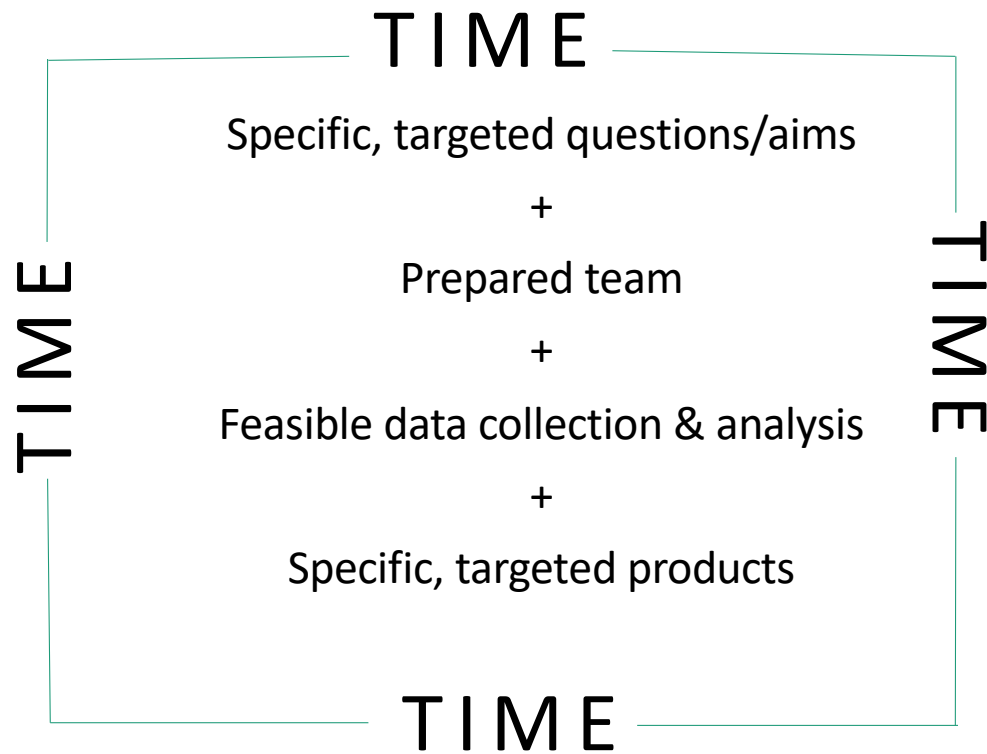 TIME
Specific, targeted questions/aims
+
Prepared team
+
Feasible data collection & analysis
+
Specific, targeted products
TIME
TIME
TIME